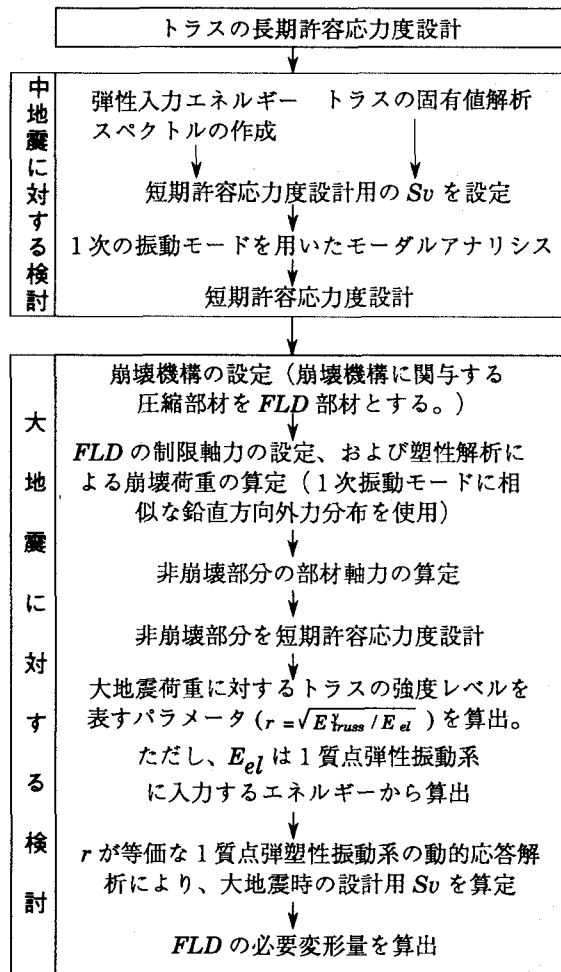 トラスの長期許容応力度設計
中地震に対する検討
弾性入力エネルギー
スペクトルの作成
トラスの固有値解析
短期許容応力度設計用の Sv を設定
1次の振動モードを用いたモーダルアナリシス
短期許容応力度設計
大地震に対する検討
崩壊機構の設定(崩壊機構に関与する
圧縮部材を FLD 部材とする。)
FLD の制限軸力の設定、および塑性解析に
よる崩壊荷重の算定(1次振動モードに相
似な鉛直方向外力分布を使用)
非崩壊部分の部材軸力の算定
非崩壊部分を短期許容応力度設計
大地震荷重に対するトラスの強度レベルを
表すパラメータ(r=√E^y_truss/E_el)を算出。
ただし、E_el は1質点弾性振動系
に入力するエネルギーから算出
r が等価な1質点弾塑性振動系の動的応答解
析により、大地震時の設計用 Sv を算定
FLD の必要変形量を算出